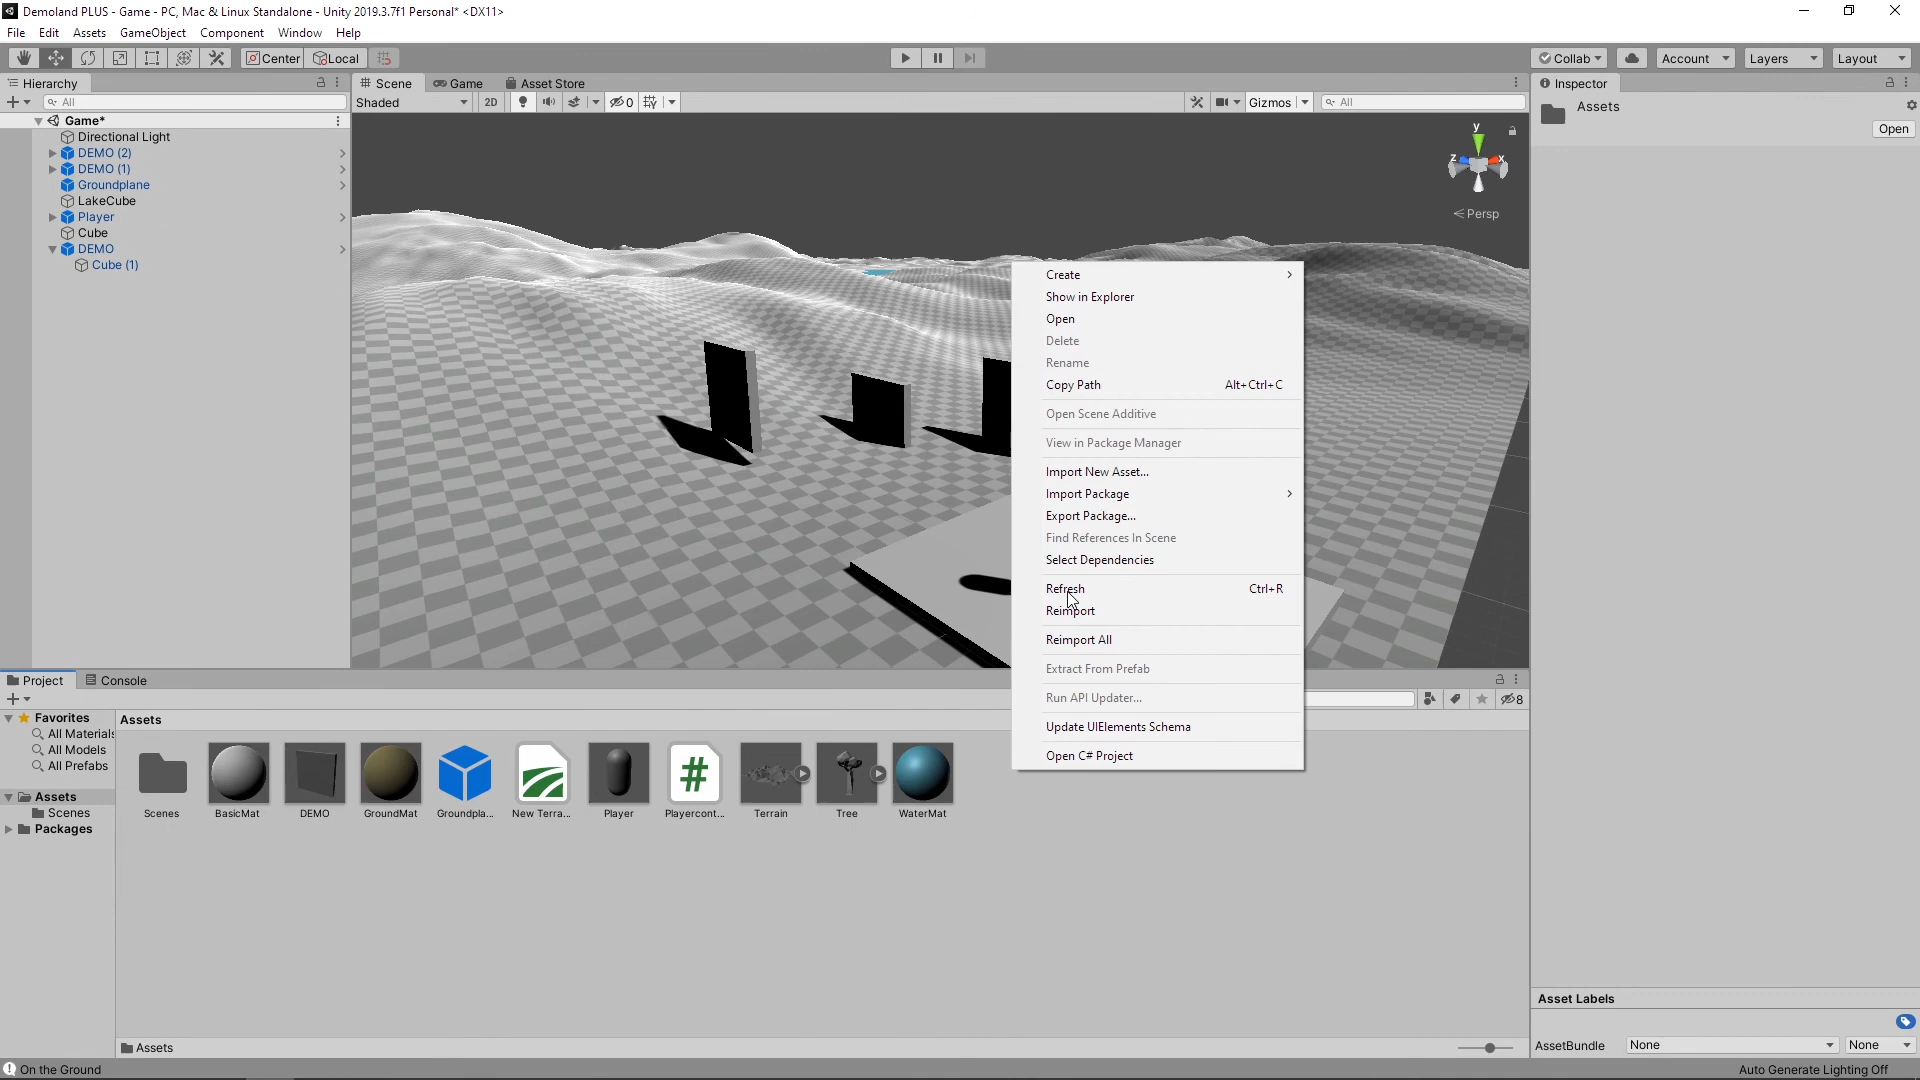 Demoland PLUS - Game - PC, Mac & Linux Standalone - Unity 2019.3.7f1 Personal* <DX11>
File Edit Assets GameObject Component Window Help
Center Local
Collab Account Layers Layout
Hierarchy
All
Game*
Directional Light
DEMO (2)
DEMO (1)
Groundplane
LakeCube
Player
Cube
DEMO
Cube (1)
Scene Game Asset Store
Shaded 2D 0 Gizmos All
y
z x
Persp
Create
Show in Explorer
Open
Delete
Rename
Copy Path Alt+Ctrl+C
Open Scene Additive
View in Package Manager
Import New Asset...
Import Package
Export Package...
Find References In Scene
Select Dependencies
Refresh Ctrl+R
Reimport
Reimport All
Extract From Prefab
Run API Updater...
Update UIElements Schema
Open C# Project
Inspector
Assets
Open
Project Console
8
Favorites
All Materials
All Models
All Prefabs
Assets
Scenes
Packages
Assets
Scenes BasicMat DEMO GroundMat Groundpla... New Terra... Player Playercont... Terrain Tree WaterMat
Assets
Asset Labels
AssetBundle None None
On the Ground
Auto Generate Lighting Off